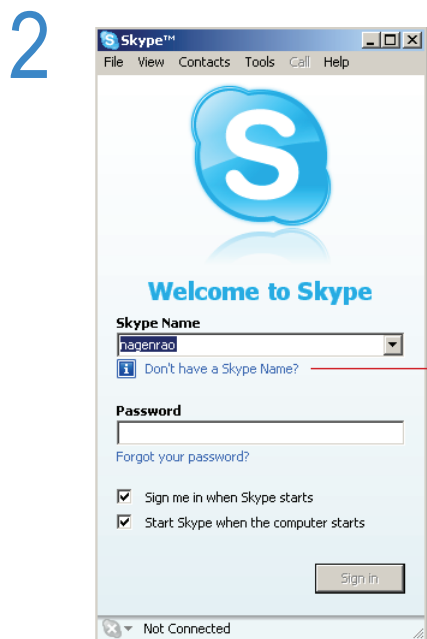 2
Skype™
File View Contacts Tools Call Help
S
Welcome to Skype
Skype Name
nagenrao
i Don't have a Skype Name?
Password
Forgot your password?
Sign me in when Skype starts
Start Skype when the computer starts
Sign in
Not Connected